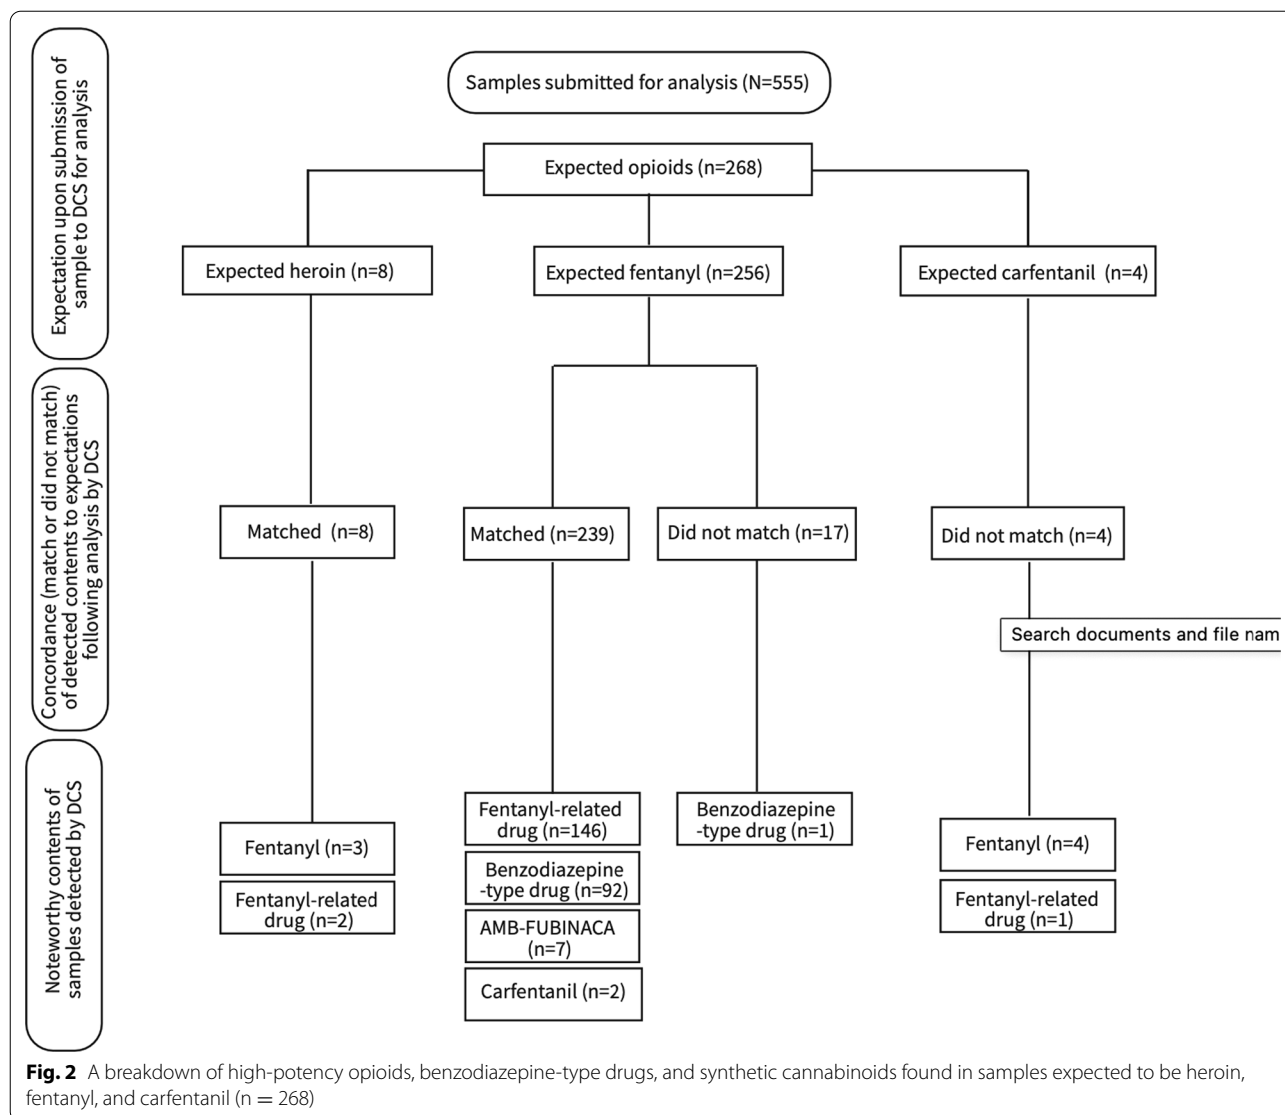 Expectation upon submission of
sample to DCS for analysis
Samples submitted for analysis (N=555)
Expected opioids (n=268)
Expected heroin (n=8)
Expected fentanyl (n=256)
Expected carfentanil (n=4)
Concordance (match or did not match)
of detected contents to expectations
following analysis by DCS
Matched (n=8)
Matched (n=239)
Did not match (n=17)
Did not match (n=4)
Search documents and file nam
Noteworthy contents of
samples detected by DCS
Fentanyl (n=3)
Fentanyl-related
drug (n=2)
Fentanyl-related
drug (n=146)
Benzodiazepine
-type drug (n=92)
AMB-FUBINACA
(n=7)
Carfentanil (n=2)
Benzodiazepine
-type drug (n=1)
Fentanyl (n=4)
Fentanyl-related
drug (n=1)
Fig. 2 A breakdown of high-potency opioids, benzodiazepine-type drugs, and synthetic cannabinoids found in samples expected to be heroin,
fentanyl, and carfentanil (n = 268)